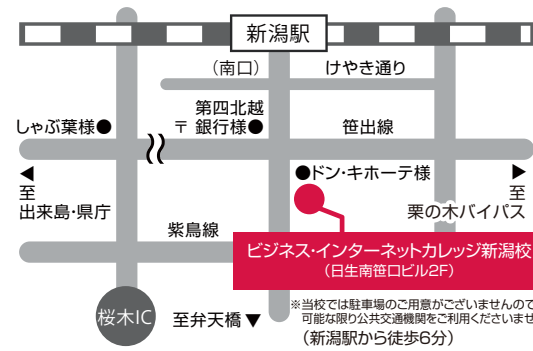 新潟駅
（南口）
けやき通り
第四北越
〒 銀行様●
しゃぶ葉様●
笹出線
◀
至
出来島・県庁
●ドン・キホーテ様
▶
至
栗の木バイパス
紫鳥線
ビジネス・インターネットカレッジ新潟校
（日生南笹口ビル2F）
桜木IC
至弁天橋▼
※当校では駐車場のご用意がございませんので
可能な限り公共交通機関をご利用くださいませ
（新潟駅から徒歩6分）